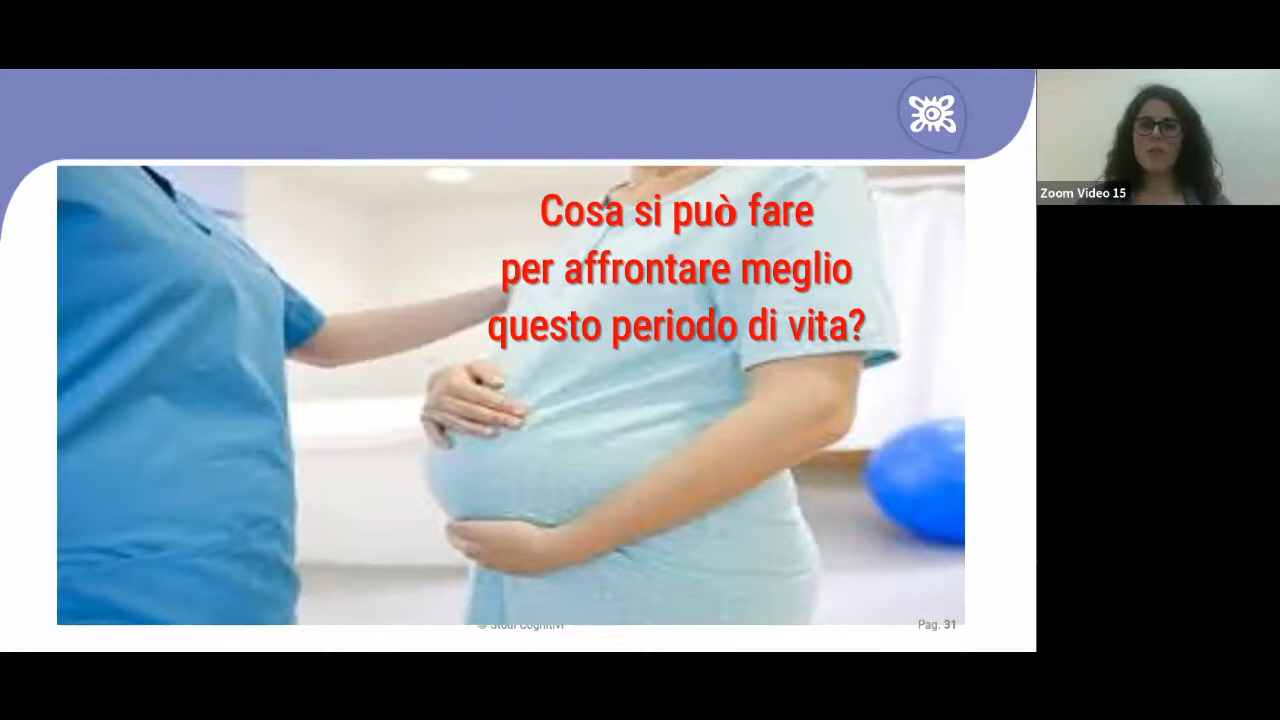 Cosa si può fare
per affrontare meglio
questo periodo di vita?
Zoom Video 15
© Studi Cognitivi
Pag. 31